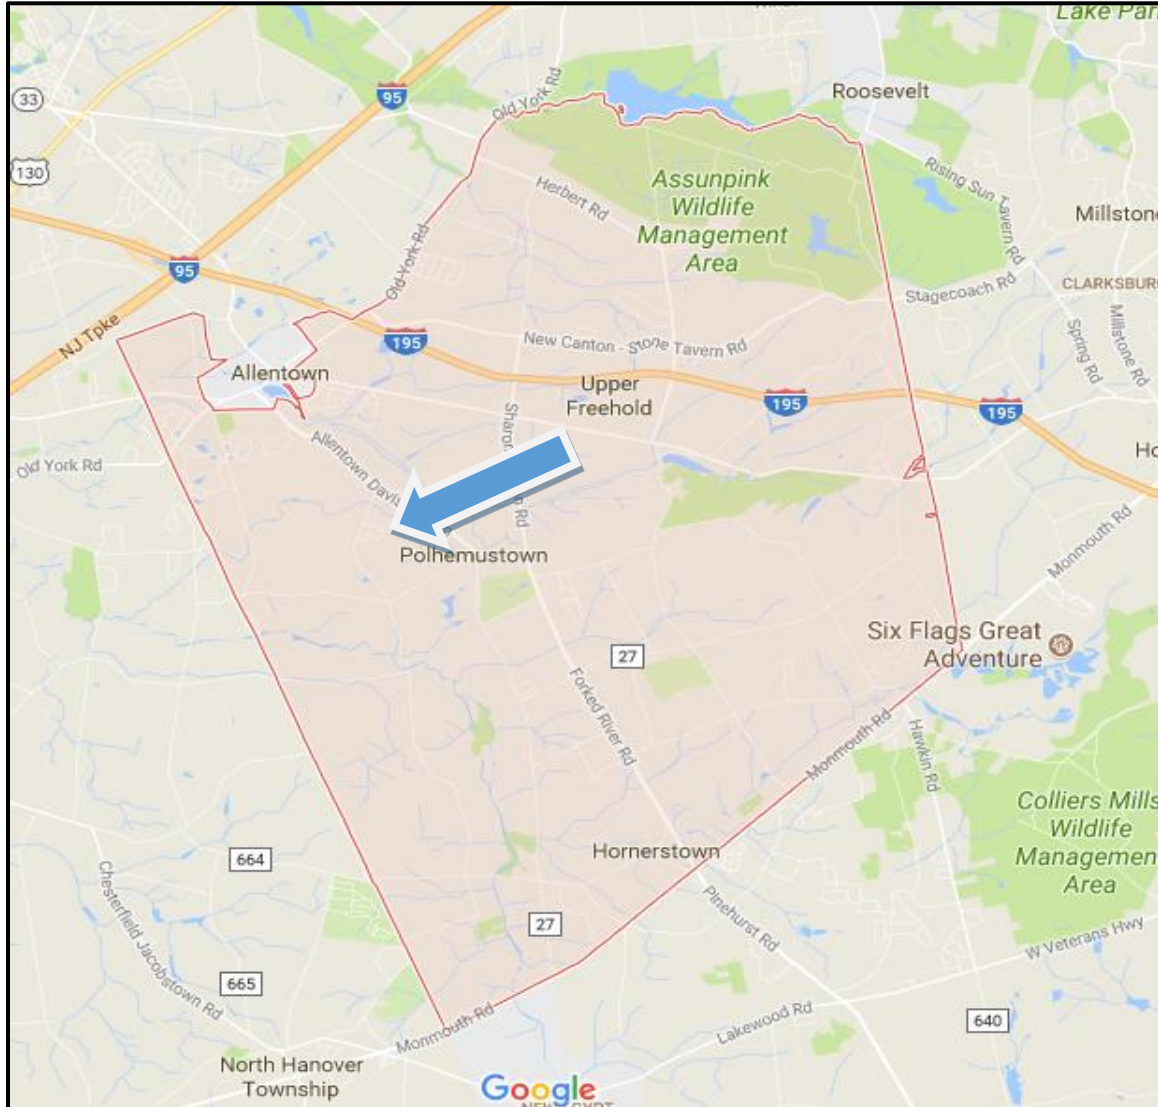 Lake Par
Old York Rd
Roosevelt
33
95
130
Assunpink
Wildlife
Management
Area
Herbert Rd
Rising Sun Tavern Rd
Millstone
95
Old York Rd
Stagecoach Rd
CLARKSBURG
NJ Tpke
195
New Canton - Stone Tavern Rd
Spring Rd
Millstone Rd
Allentown
Upper
Freehold
195
195
Old York Rd
Allentown Davis
Sharon
n Rd
Ho
Polhemustown
Monmouth Rd
Six Flags Great
Adventure
27
Forked River Rd
Monmouth Rd
Hawkin Rd
Colliers Mills
Wildlife
Management
Area
664
Hornerstown
Chesterfield Jacobstown Rd
27
Pinehurst Rd
W Veterans Hwy
665
Monmouth Rd
Lakewood Rd
640
North Hanover
Township
Google